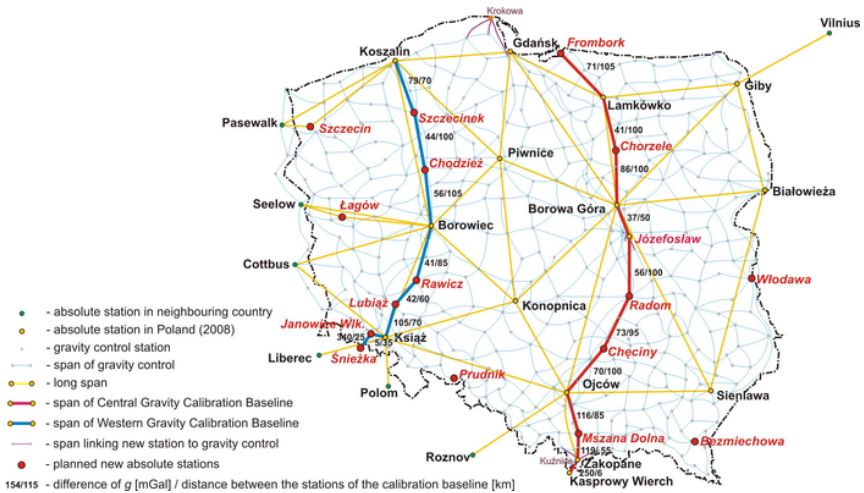 Krokowa
Vilnius
Gdańsk
Frombork
Koszalin
71/105
79/70
Giby
Lamkówko
Pasewalk
Szczecin
Szczecinek
41/100
44/100
Chorzele
Piwnice
86/100
Chodzież
56/105
Białowieża
Seelow
Łagów
Borowa Góra
37/50
Borowiec
Józefosław
Cottbus
41/85
56/100
Włodawa
Rawicz
Lubiąż
42/60
Radom
Konopnica
Janowice Wlk.
105/70
73/95
340/25
5/35
Książ
Chęciny
Liberec
Śnieżka
70/100
Prudnik
Ojców
Polom
Sieniawa
116/85
Mszana Dolna
Bezmiechowa
Roznov
119/55
Kuźnice
Zakopane
250/6
Kasprowy Wierch
- absolute station in neighbouring country
- absolute station in Poland (2008)
- gravity control station
- span of gravity control
- long span
- span of Central Gravity Calibration Baseline
- span of Western Gravity Calibration Baseline
- span linking new station to gravity control
- planned new absolute stations
154/115 - difference of g [mGal] / distance between the stations of the calibration baseline [km]